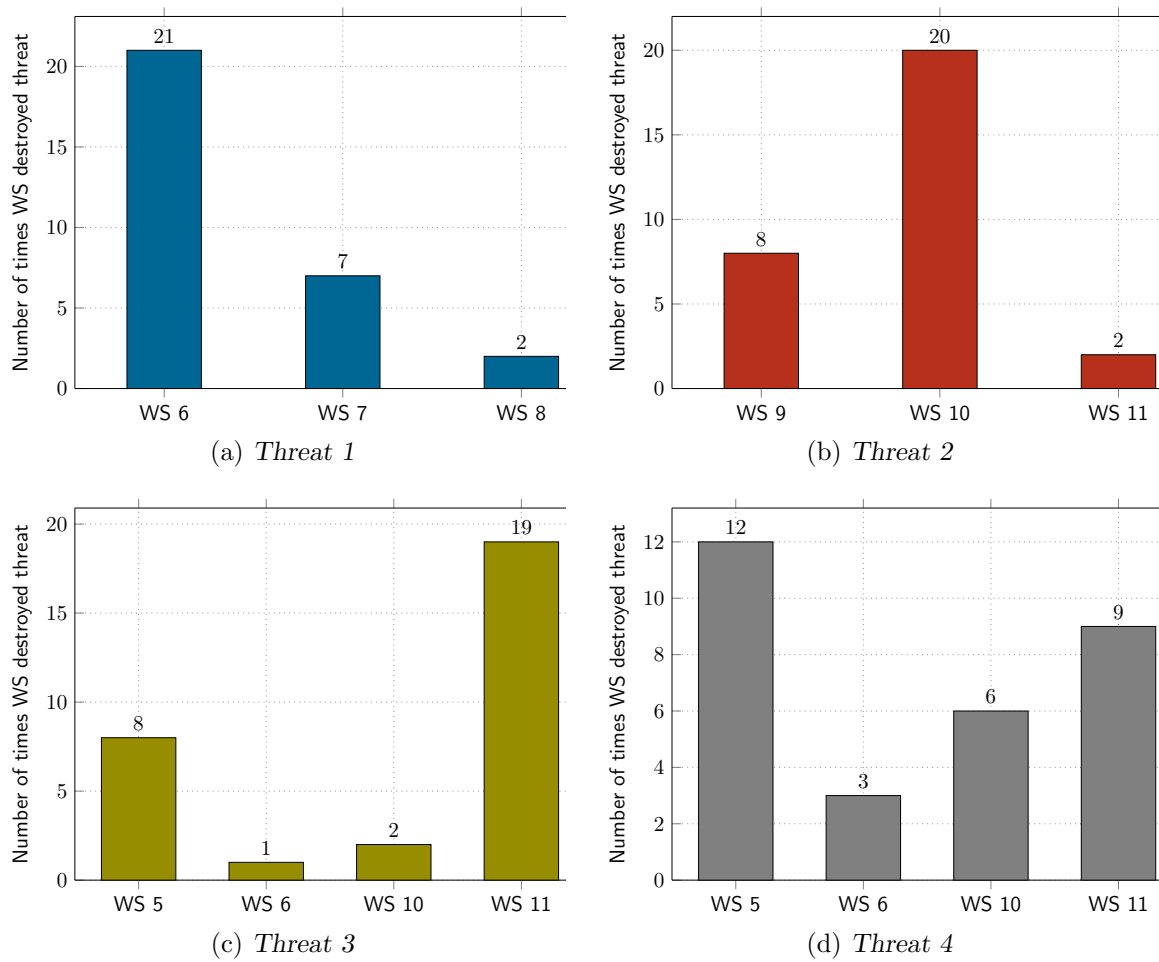 Number of times WS destroyed threat
20
15
10
5
0
21
7
2
WS 6
WS 7
WS 8
(a) Threat 1
Number of times WS destroyed threat
20
15
10
5
0
8
20
2
WS 9
WS 10
WS 11
(b) Threat 2
Number of times WS destroyed threat
20
15
10
5
0
8
1
2
19
WS 5
WS 6
WS 10
WS 11
(c) Threat 3
Number of times WS destroyed threat
12
10
8
6
4
2
0
12
3
6
9
WS 5
WS 6
WS 10
WS 11
(d) Threat 4